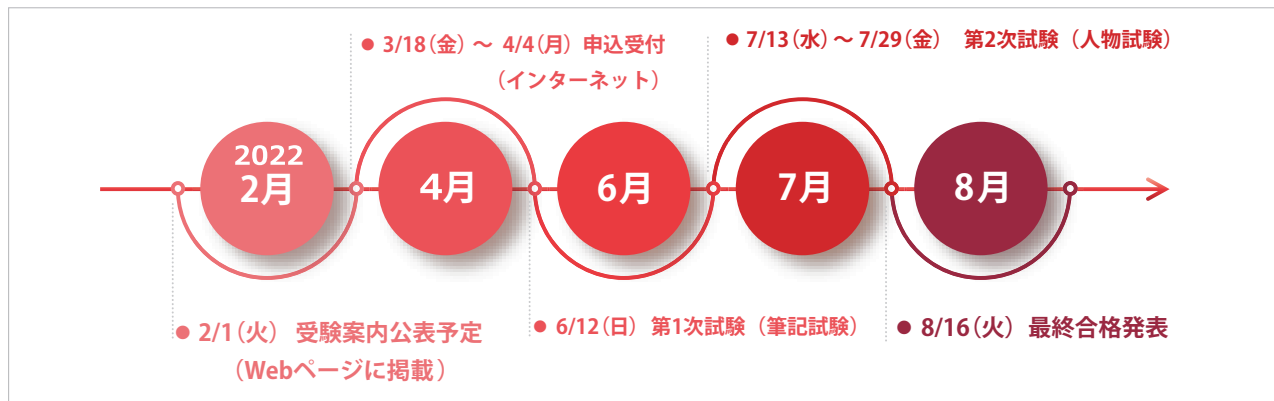 ● 3/18（金）～ 4/4（月）申込受付
（インターネット）
● 7/13（水）～ 7/29（金） 第2次試験（人物試験）
2022
2月
4月
6月
7月
8月
● 2/1（火） 受験案内公表予定
（Webページに掲載）
● 6/12（日） 第1次試験（筆記試験）
● 8/16（火） 最終合格発表